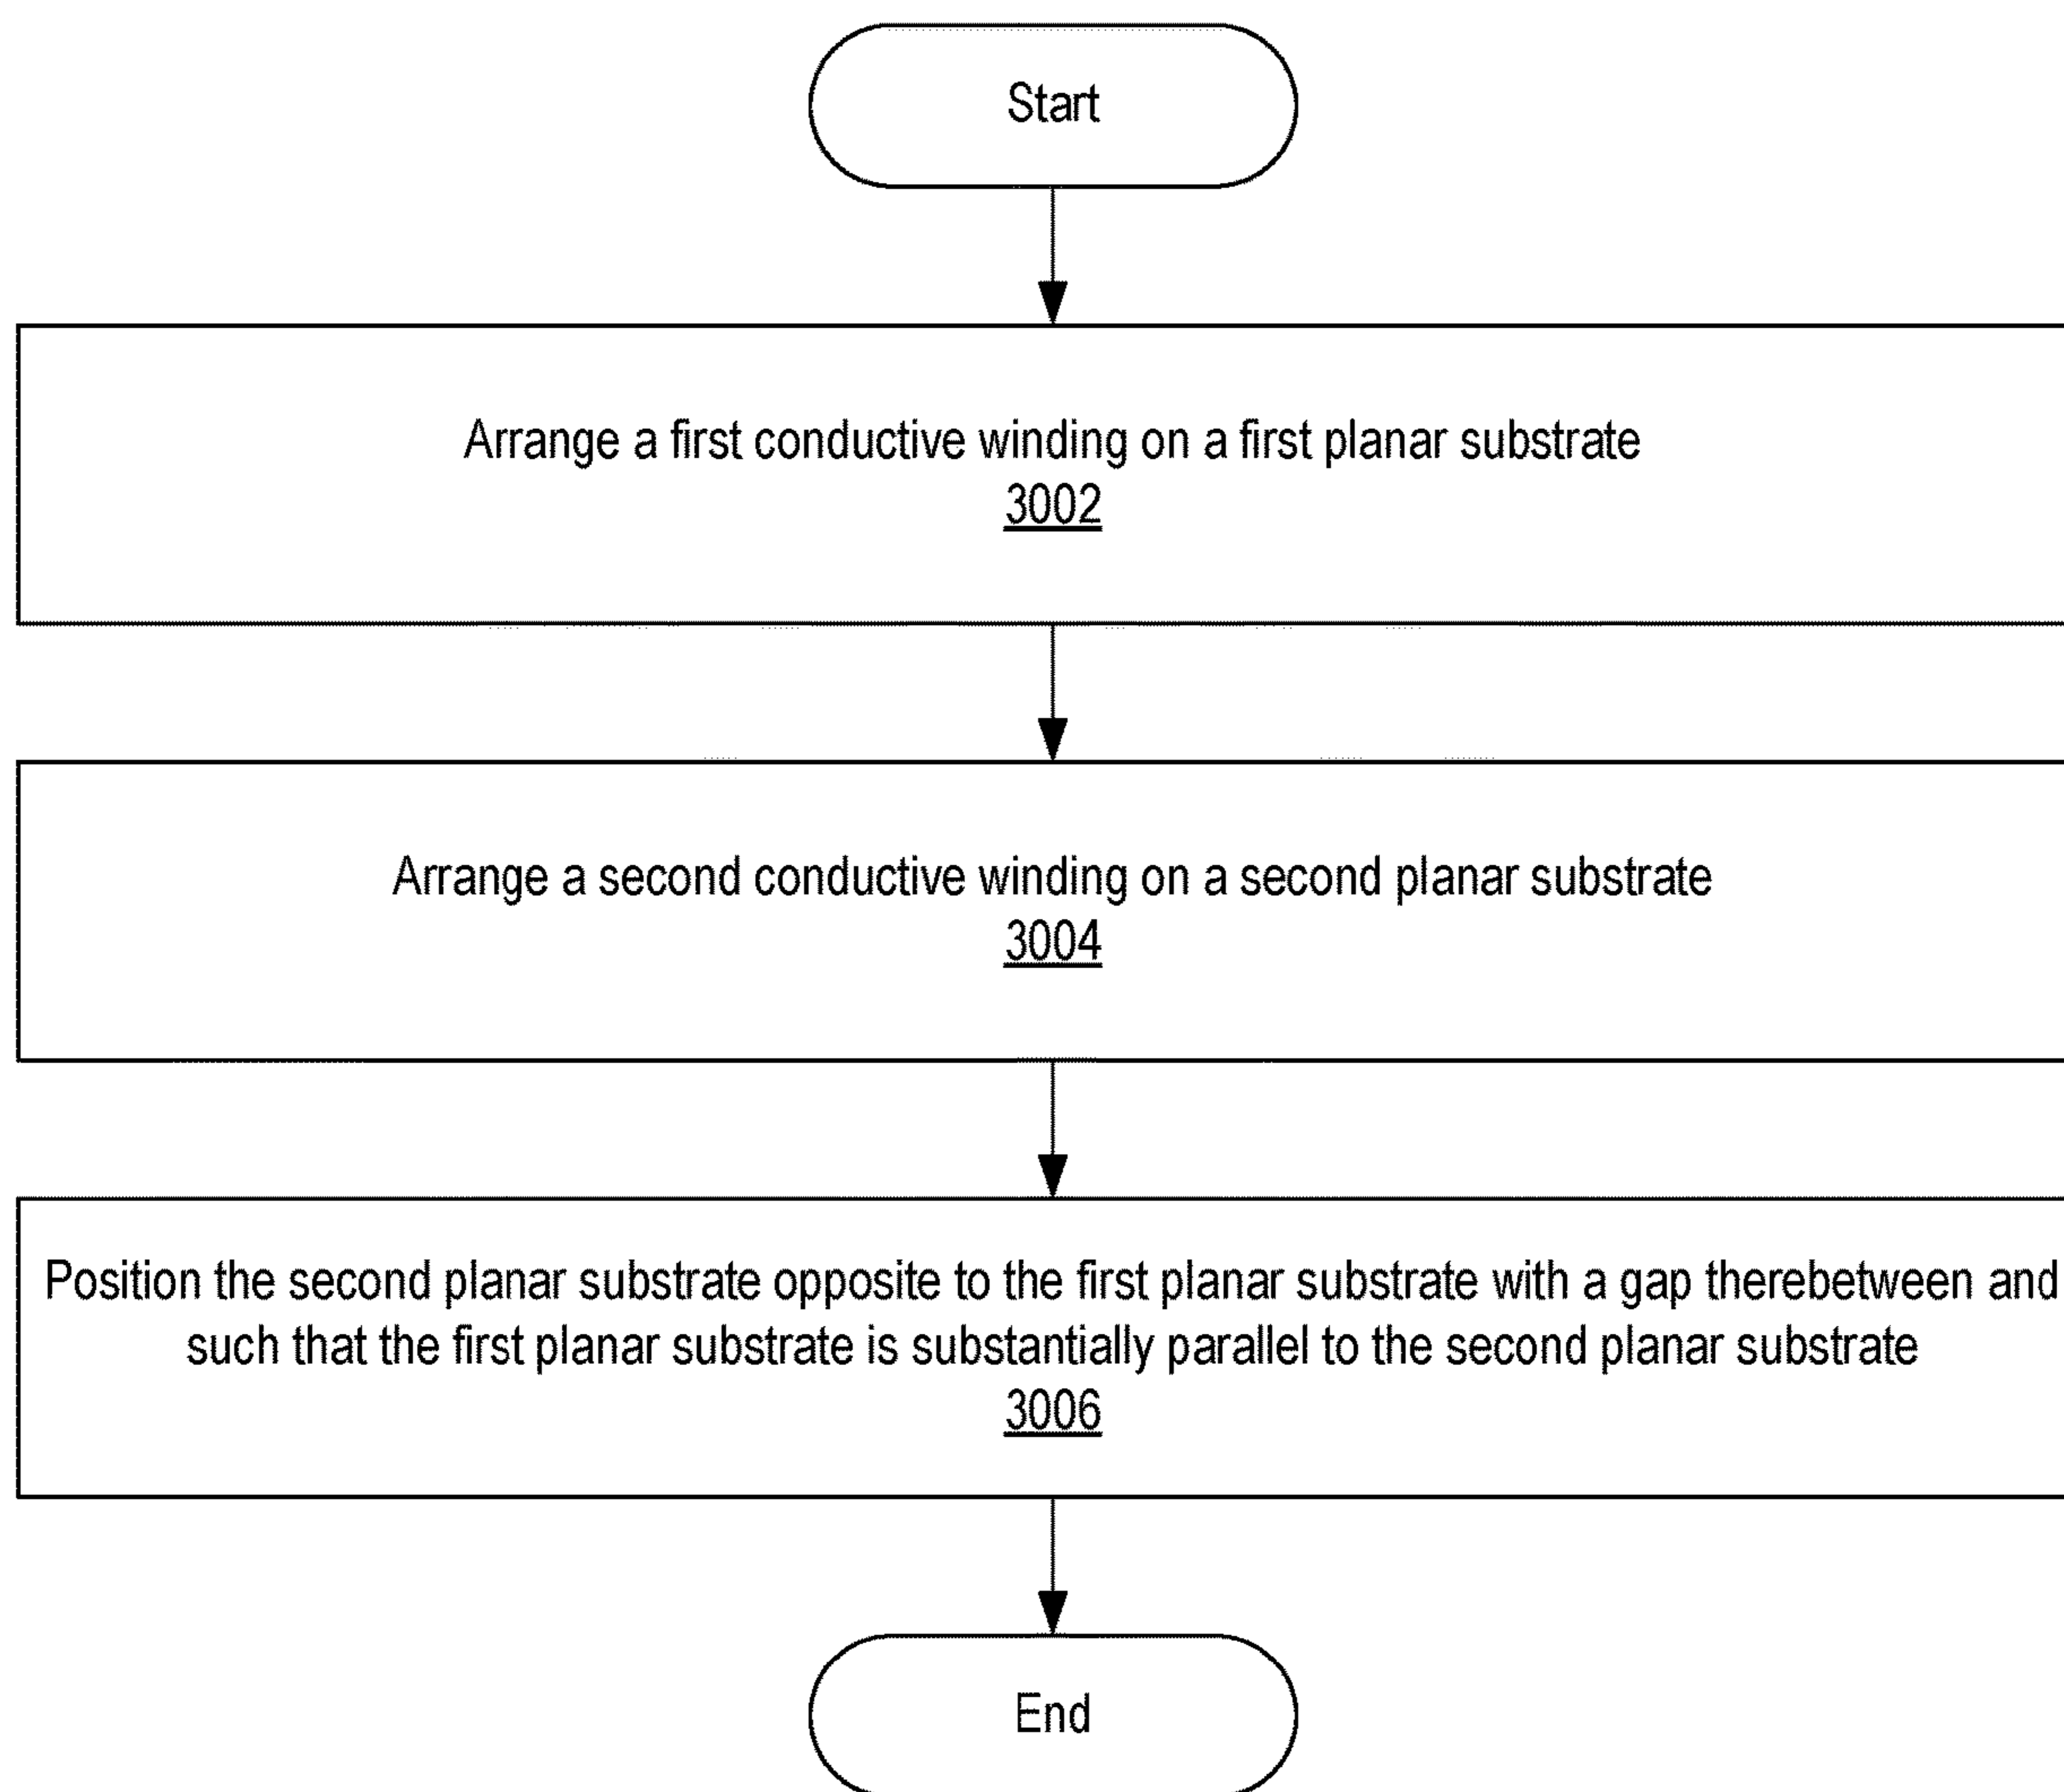 Start
Arrange a first conductive winding on a first planar substrate
3002
Arrange a second conductive winding on a second planar substrate
3004
Position the second planar substrate opposite to the first planar substrate with a gap therebetween and
such that the first planar substrate is substantially parallel to the second planar substrate
3006
End